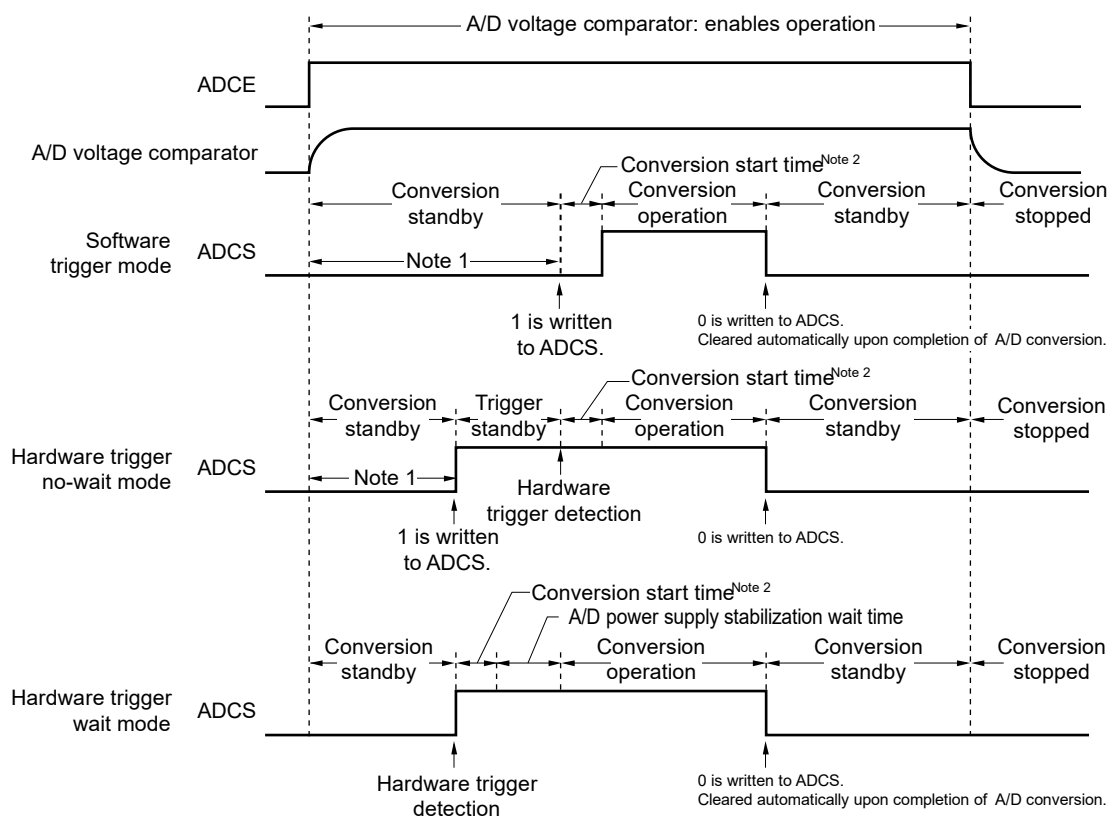 A/D voltage comparator: enables operation
ADCE
A/D voltage comparator
Conversion start time Note 2
Conversion
standby
Conversion
operation
Conversion
standby
Conversion
stopped
Software
trigger mode
ADCS
Note 1
1 is written
to ADCS.
0 is written to ADCS.
Cleared automatically upon completion of A/D conversion.
Conversion start time Note 2
Conversion
standby
Trigger
standby
Conversion
operation
Conversion
standby
Conversion
stopped
Hardware trigger
no-wait mode
ADCS
Note 1
Hardware
trigger detection
1 is written
to ADCS.
0 is written to ADCS.
Conversion start time Note 2
A/D power supply stabilization wait time
Conversion
standby
Conversion
operation
Conversion
standby
Conversion
stopped
Hardware trigger
wait mode
ADCS
Hardware trigger
detection
0 is written to ADCS.
Cleared automatically upon completion of A/D conversion.